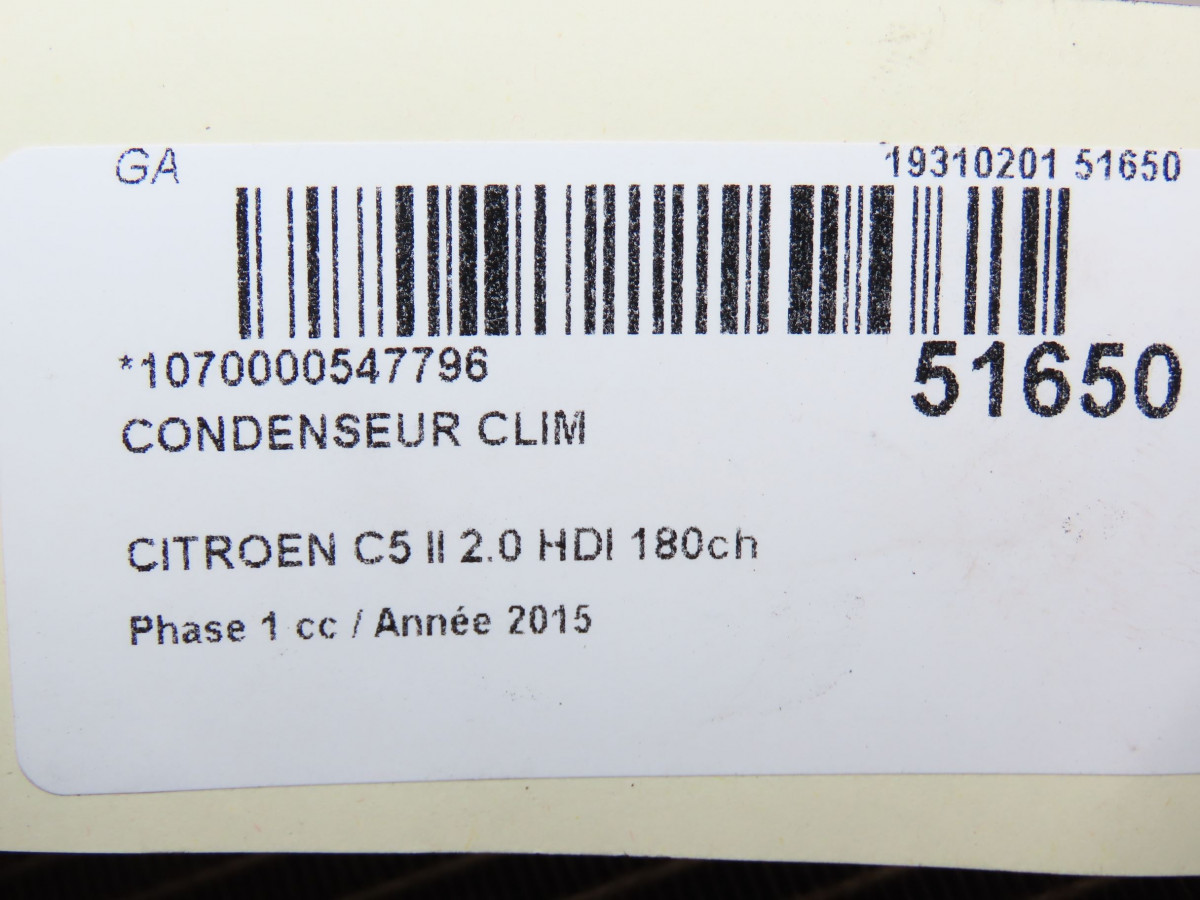 GA 19310201 51650
*1070000547796
51650
CONDENSEUR CLIM
CITROEN C5 II 2.0 HDI 180ch
Phase 1 cc / Année 2015